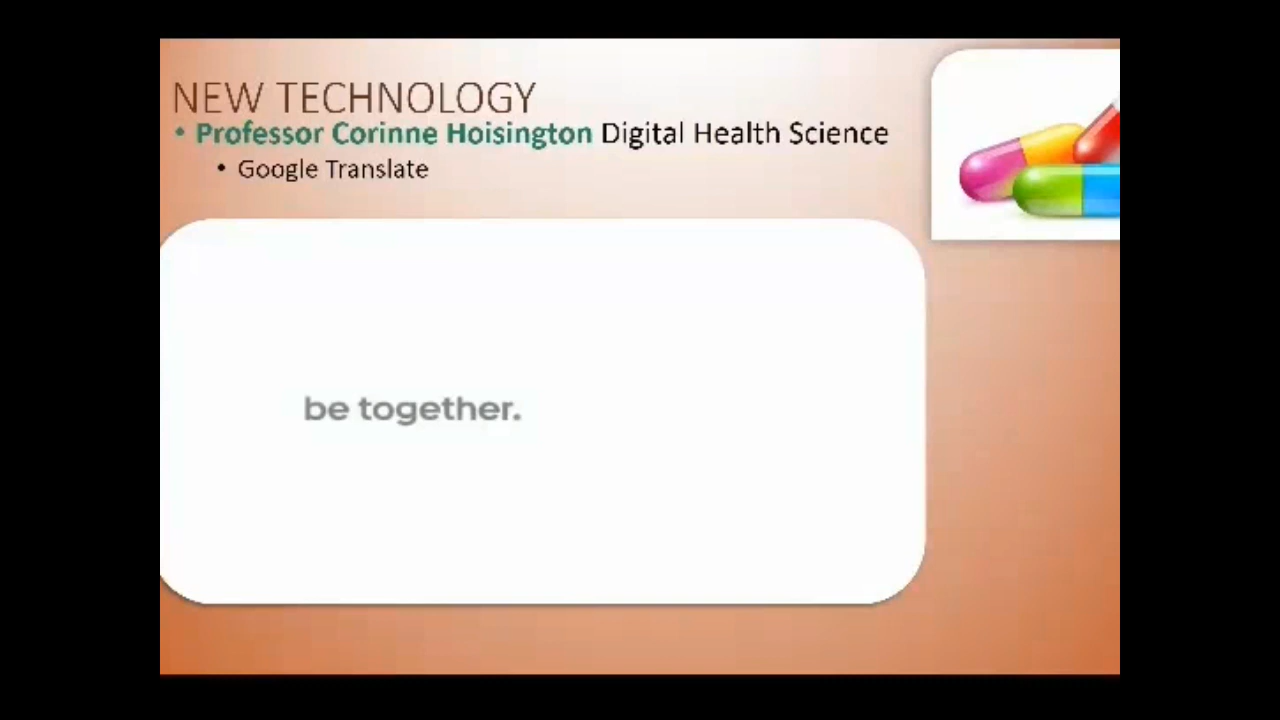 NEW TECHNOLOGY
• Professor Corinne Hoisington Digital Health Science
• Google Translate
be together.